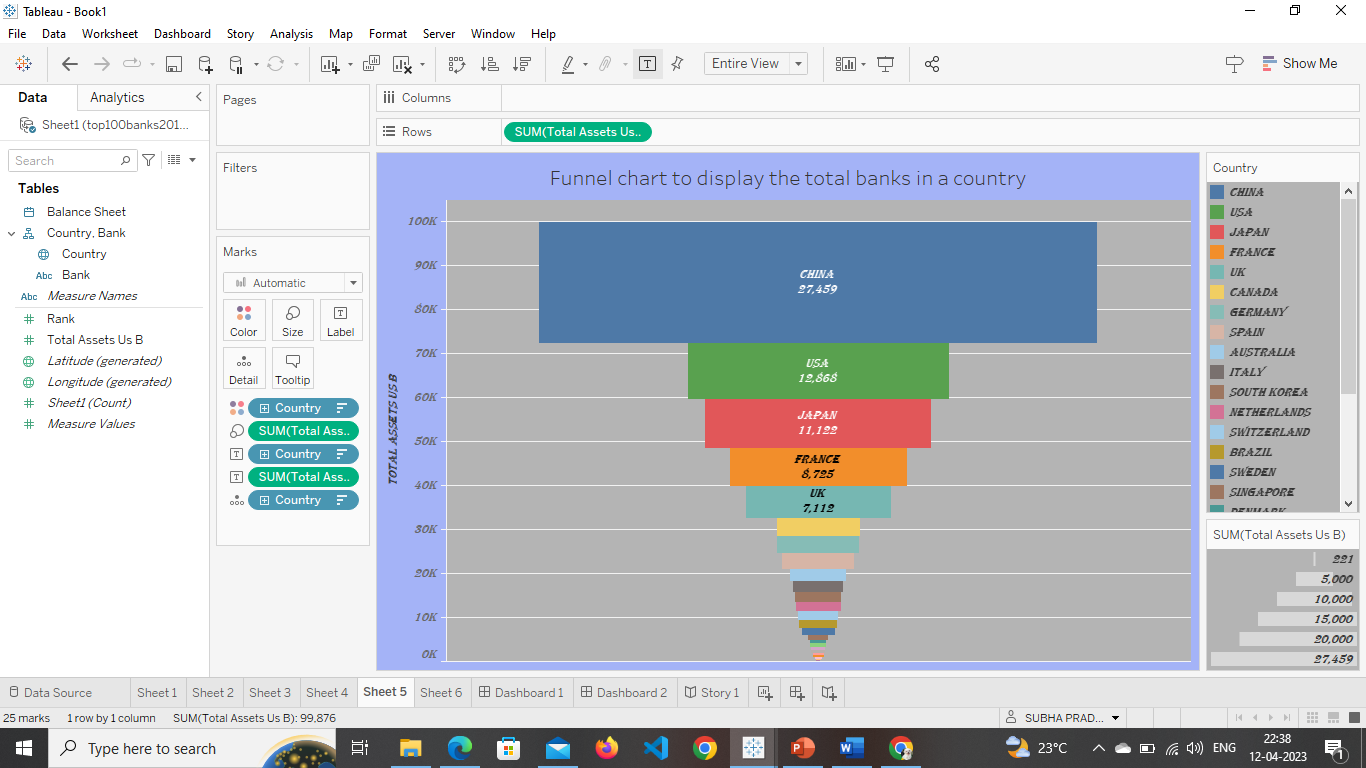 Tableau - Book1
File Data Worksheet Dashboard Story Analysis Map Format Server Window Help
Entire View
Show Me
Data Analytics
Sheet1 (top100banks201...
Search
Tables
Balance Sheet
Country, Bank
Country
Abc Bank
Abc Measure Names
Rank
Total Assets Us B
Latitude (generated)
Longitude (generated)
Sheet1 (Count)
Measure Values
Pages
Filters
Marks
Automatic
Color Size Label
Detail Tooltip
Country
SUM(Total Ass..
Country
SUM(Total Ass..
Country
Columns
Rows SUM(Total Assets Us..
Funnel chart to display the total banks in a country
TOTAL ASSETS US B
100K
90K
80K
70K
60K
50K
40K
30K
20K
10K
0K
CHINA
27,459
USA
12,868
JAPAN
11,122
FRANCE
8,725
UK
7,112
Country
CHINA
USA
JAPAN
FRANCE
UK
CANADA
GERMANY
SPAIN
AUSTRALIA
ITALY
SOUTH KOREA
NETHERLANDS
SWITZERLAND
BRAZIL
SWEDEN
SINGAPORE
DENMARK
SUM(Total Assets Us B)
221
5,000
10,000
15,000
20,000
27,459
Data Source Sheet 1 Sheet 2 Sheet 3 Sheet 4 Sheet 5 Sheet 6 Dashboard 1 Dashboard 2 Story 1
25 marks 1 row by 1 column SUM(Total Assets Us B): 99,876
SUBHA PRAD...
Type here to search
23°C
ENG
22:38
12-04-2023
1